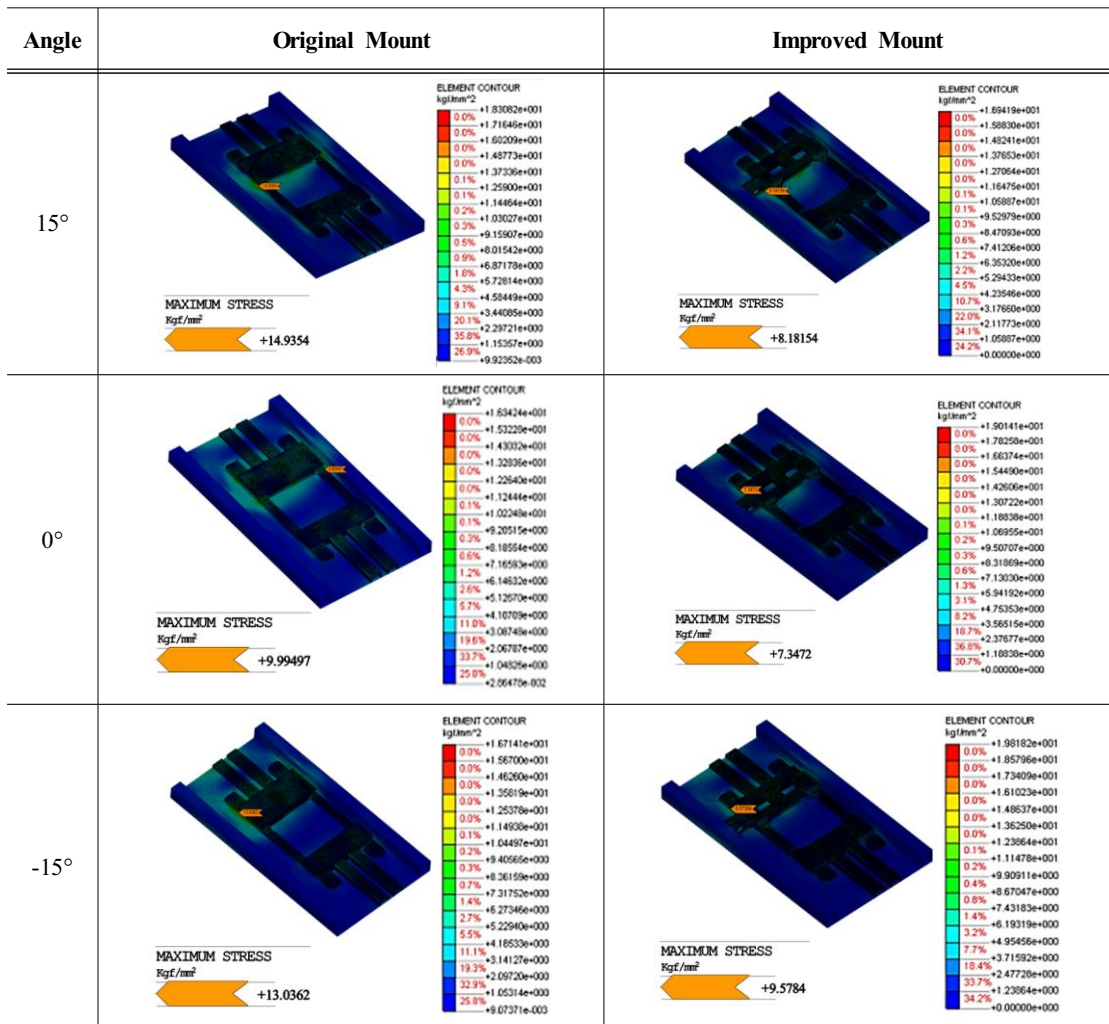 Angle Original Mount Improved Mount
15°
ELEMENT CONTOUR
kgf/mm^2
+1.83082e+001
0.0%
+1.71646e+001
0.0%
+1.60209e+001
0.0%
+1.48773e+001
0.0%
+1.37336e+001
0.1%
+1.25900e+001
0.1%
+1.14464e+001
0.2%
+1.03027e+001
0.3%
+9.15907e+000
0.5%
+8.01542e+000
0.9%
+6.87178e+000
1.8%
+5.72814e+000
4.3%
+4.58449e+000
9.1%
+3.44085e+000
20.1%
+2.29721e+000
35.8%
+1.15357e+000
26.9%
+9.92352e-003
MAXIMUM STRESS
Kgf/mm²
+14.9354
ELEMENT CONTOUR
kgf/mm^2
+1.69419e+001
0.0%
+1.58830e+001
0.0%
+1.48241e+001
0.0%
+1.37653e+001
0.0%
+1.27064e+001
0.0%
+1.16475e+001
0.1%
+1.05887e+001
0.1%
+9.52979e+000
0.3%
+8.47093e+000
0.6%
+7.41206e+000
1.2%
+6.35320e+000
2.2%
+5.29433e+000
4.5%
+4.23546e+000
10.7%
+3.17660e+000
22.0%
+2.11773e+000
34.1%
+1.05887e+000
24.2%
+0.00000e+000
MAXIMUM STRESS
Kgf/mm²
+8.18154
0°
ELEMENT CONTOUR
kgf/mm^2
+1.63424e+001
0.0%
+1.53228e+001
0.0%
+1.43032e+001
0.0%
+1.32836e+001
0.0%
+1.22640e+001
0.0%
+1.12444e+001
0.1%
+1.02248e+001
0.1%
+9.20515e+000
0.3%
+8.18554e+000
0.6%
+7.16593e+000
1.2%
+6.14632e+000
2.6%
+5.12670e+000
5.7%
+4.10709e+000
11.0%
+3.08748e+000
19.6%
+2.06787e+000
33.7%
+1.04826e+000
25.0%
+2.86478e-002
MAXIMUM STRESS
Kgf/mm²
+9.99497
ELEMENT CONTOUR
kgf/mm^2
+1.90141e+001
0.0%
+1.78258e+001
0.0%
+1.66374e+001
0.0%
+1.54490e+001
0.0%
+1.42606e+001
0.0%
+1.30722e+001
0.0%
+1.18838e+001
0.1%
+1.06955e+001
0.2%
+9.50707e+000
0.3%
+8.31869e+000
0.6%
+7.13030e+000
1.3%
+5.94192e+000
3.1%
+4.75353e+000
8.2%
+3.56515e+000
18.7%
+2.37677e+000
36.8%
+1.18838e+000
30.7%
+0.00000e+000
MAXIMUM STRESS
Kgf/mm²
+7.3472
-15°
ELEMENT CONTOUR
kgf/mm^2
+1.67141e+001
0.0%
+1.56700e+001
0.0%
+1.46260e+001
0.0%
+1.35819e+001
0.0%
+1.25378e+001
0.0%
+1.14938e+001
0.1%
+1.04497e+001
0.2%
+9.40565e+000
0.3%
+8.36159e+000
0.7%
+7.31752e+000
1.4%
+6.27346e+000
2.7%
+5.22940e+000
5.5%
+4.18533e+000
11.1%
+3.14127e+000
19.3%
+2.09720e+000
32.9%
+1.05314e+000
25.8%
+9.07371e-003
MAXIMUM STRESS
Kgf/mm²
+13.0362
ELEMENT CONTOUR
kgf/mm^2
+1.98182e+001
0.0%
+1.85796e+001
0.0%
+1.73409e+001
0.0%
+1.61023e+001
0.0%
+1.48637e+001
0.0%
+1.36250e+001
0.0%
+1.23864e+001
0.1%
+1.11478e+001
0.2%
+9.90911e+000
0.4%
+8.67047e+000
0.8%
+7.43183e+000
1.4%
+6.19319e+000
3.2%
+4.95456e+000
7.7%
+3.71592e+000
18.4%
+2.47728e+000
33.7%
+1.23864e+000
34.2%
+0.00000e+000
MAXIMUM STRESS
Kgf/mm²
+9.5784